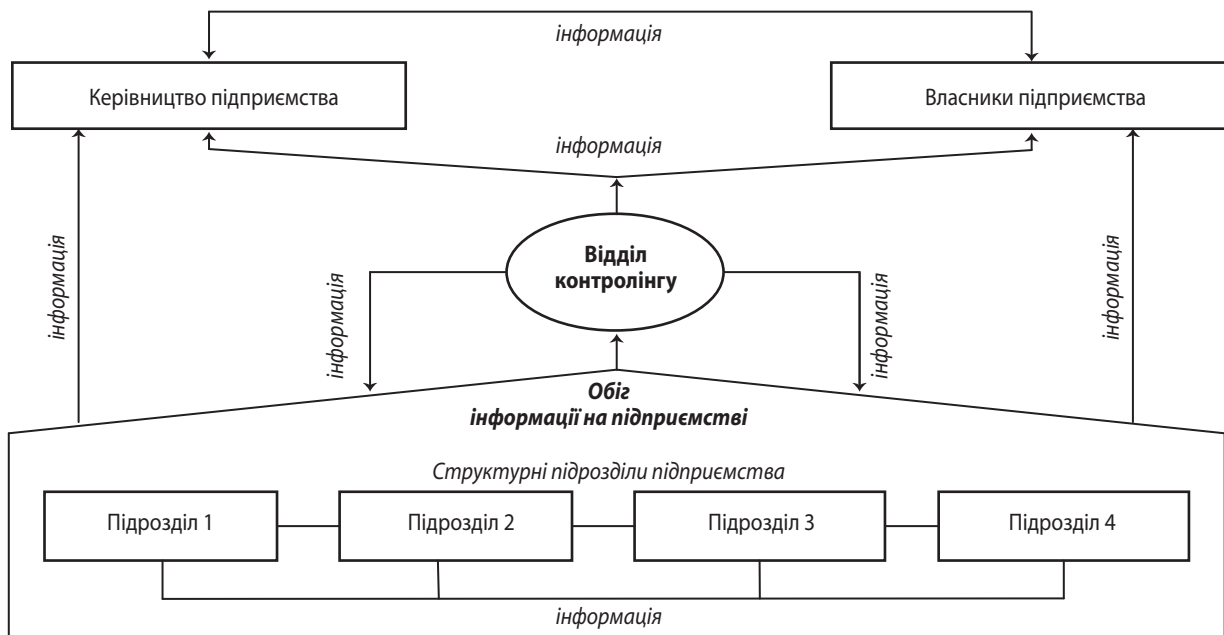 інформація
Керівництво підприємства
Власники підприємства
інформація
інформація
Відділ
контролінгу
інформація
інформація
інформація
Обіг
інформації на підприємстві
Структурні підрозділи підприємства
Підрозділ 1
Підрозділ 2
Підрозділ 3
Підрозділ 4
інформація